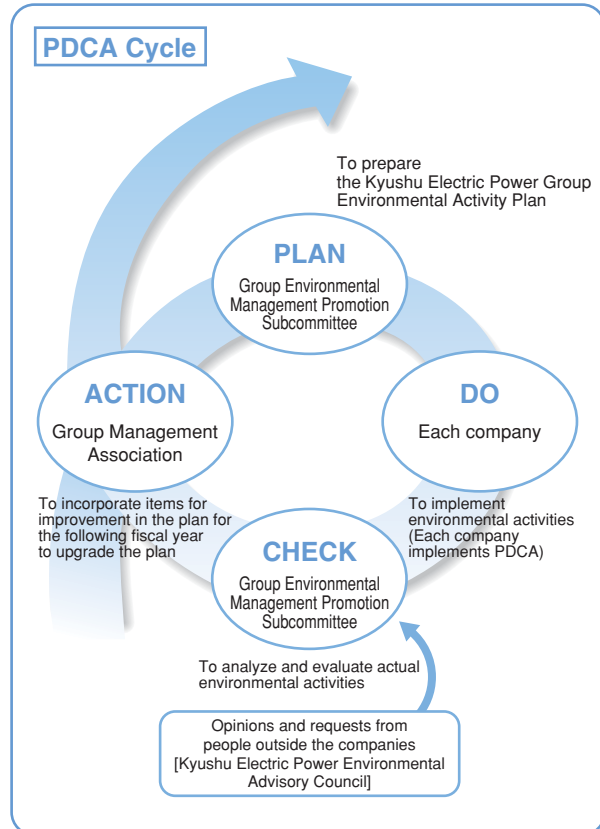 PDCA Cycle
To prepare
the Kyushu Electric Power Group
Environmental Activity Plan
PLAN
Group Environmental
Management Promotion
Subcommittee
ACTION
Group Management
Association
DO
Each company
To incorporate items for
improvement in the plan for
the following fiscal year
to upgrade the plan
To implement
environmental activities
(Each company
implements PDCA)
CHECK
Group Environmental
Management Promotion
Subcommittee
To analyze and evaluate actual
environmental activities
Opinions and requests from
people outside the companies
[Kyushu Electric Power Environmental
Advisory Council]